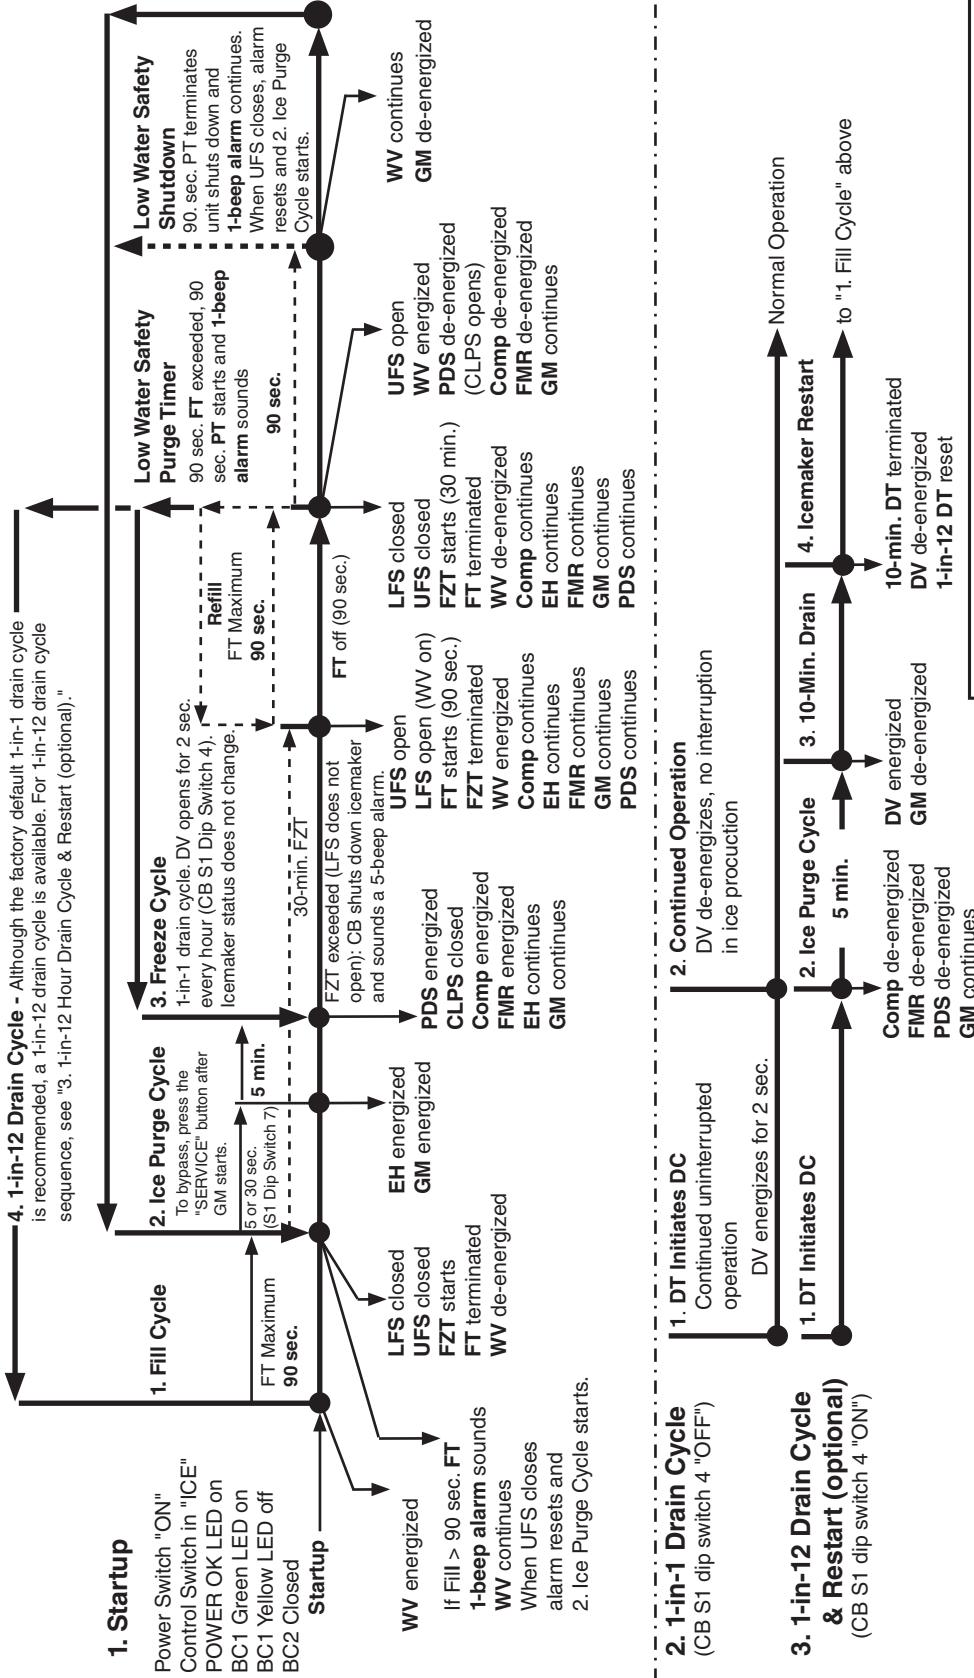 4. 1-in-12 Drain Cycle - Although the factory default 1-in-1 drain cycle
is recommended, a 1-in-12 drain cycle is available. For 1-in-12 drain cycle
sequence, see "3. 1-in-12 Hour Drain Cycle & Restart (optional)."
1. Startup
Power Switch "ON"
Control Switch in "ICE"
POWER OK LED on
BC1 Green LED on
BC1 Yellow LED off
BC2 Closed
Startup
1. Fill Cycle
FT Maximum
90 sec.
2. Ice Purge Cycle
To bypass, press the
"SERVICE" button after
GM starts.
5 or 30 sec.
(S1 Dip Switch 7)
5 min.
3. Freeze Cycle
1-in-1 drain cycle. DV opens for 2 sec.
every hour (CB S1 Dip Switch 4).
Icemaker status does not change.
30-min. FZT
FZT exceeded (LFS does not
open): CB shuts down icemaker
and sounds a 5-beep alarm.
Refill
FT Maximum
90 sec.
FT off (90 sec.)
Low Water Safety
Purge Timer
90 sec. FT exceeded, 90
sec. PT starts and 1-beep
alarm sounds
90 sec.
Low Water Safety
Shutdown
90. sec. PT terminates
unit shuts down and
1-beep alarm continues.
When UFS closes, alarm
resets and 2. Ice Purge
Cycle starts.
WV energized
If Fill > 90 sec. FT
1-beep alarm sounds
WV continues
When UFS closes
alarm resets and
2. Ice Purge Cycle starts.
LFS closed
UFS closed
FZT starts
FT terminated
WV de-energized
EH energized
GM energized
PDS energized
CLPS closed
Comp energized
FMR energized
EH continues
GM continues
UFS open
LFS open (WV on)
FT starts (90 sec.)
FZT terminated
WV energized
Comp continues
EH continues
FMR continues
GM continues
PDS continues
LFS closed
UFS closed
FZT starts (30 min.)
FT terminated
WV de-energized
Comp continues
EH continues
FMR continues
GM continues
PDS continues
UFS open
WV energized
PDS de-energized
(CLPS opens)
Comp de-energized
FMR de-energized
GM continues
WV continues
GM de-energized
2. 1-in-1 Drain Cycle
(CB S1 dip switch 4 "OFF")
1. DT Initiates DC
Continued uninterrupted
operation
DV energizes for 2 sec.
2. Continued Operation
DV de-energizes, no interruption
in ice procuction
Normal Operation
3. 1-in-12 Drain Cycle
& Restart (optional)
(CB S1 dip switch 4 "ON")
1. DT Initiates DC
2. Ice Purge Cycle
5 min.
3. 10-Min. Drain
4. Icemaker Restart
to "1. Fill Cycle" above
Comp de-energized
FMR de-energized
PDS de-energized
GM continues
DV energized
GM de-energized
10-min. DT terminated
DV de-energized
1-in-12 DT reset